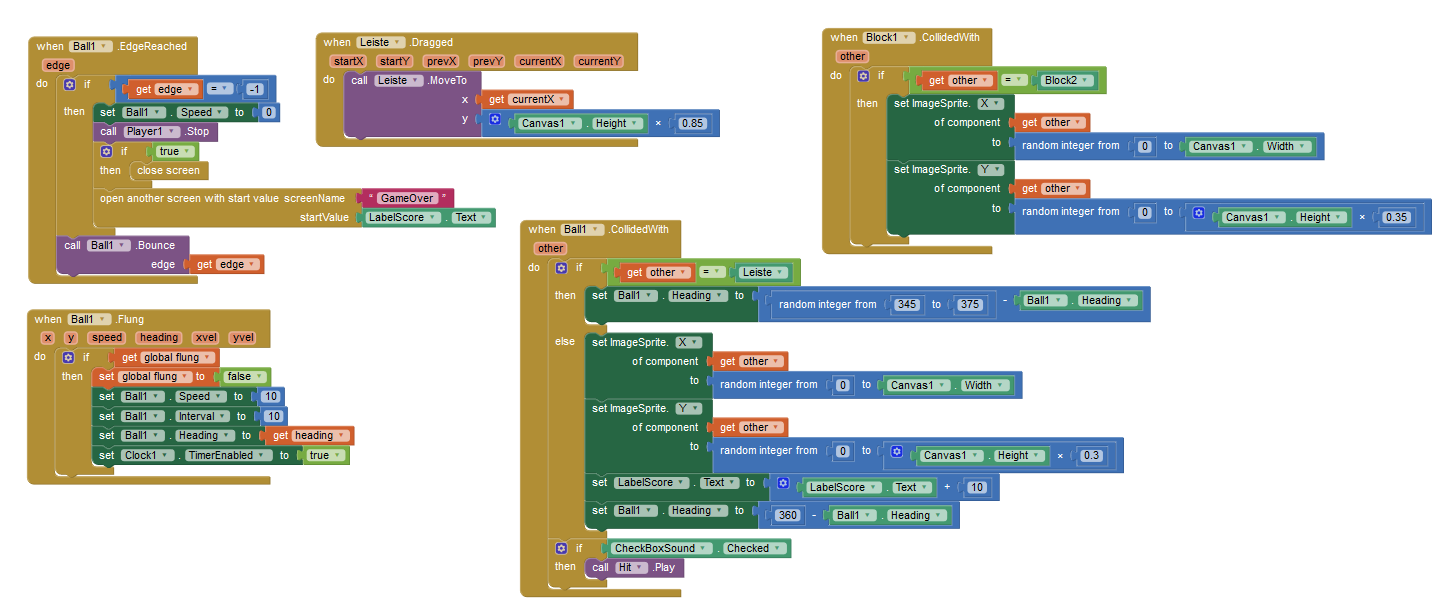 when Ball1 .EdgeReached
edge
do if get edge = -1
then set Ball1 . Speed to 0
call Player1 .Stop
if true
then close screen
open another screen with start value screenName " GameOver "
startValue LabelScore . Text
call Ball1 .Bounce
edge get edge
when Ball1 .Flung
x y speed heading xvel yvel
do if get global flung
then set global flung to false
set Ball1 . Speed to 10
set Ball1 . Interval to 10
set Ball1 . Heading to get heading
set Clock1 . TimerEnabled to true
when Leiste .Dragged
startX startY prevX prevY currentX currentY
do call Leiste .MoveTo
x get currentX
y Canvas1 . Height × 0.85
when Ball1 .CollidedWith
other
do if get other = Leiste
then set Ball1 . Heading to random integer from 345 to 375 - Ball1 . Heading
else set ImageSprite. X
of component get other
to random integer from 0 to Canvas1 . Width
set ImageSprite. Y
of component get other
to random integer from 0 to Canvas1 . Height × 0.3
set LabelScore . Text to LabelScore . Text + 10
set Ball1 . Heading to 360 - Ball1 . Heading
if CheckBoxSound . Checked
then call Hit .Play
when Block1 .CollidedWith
other
do if get other = Block2
then set ImageSprite. X
of component get other
to random integer from 0 to Canvas1 . Width
set ImageSprite. Y
of component get other
to random integer from 0 to Canvas1 . Height × 0.35